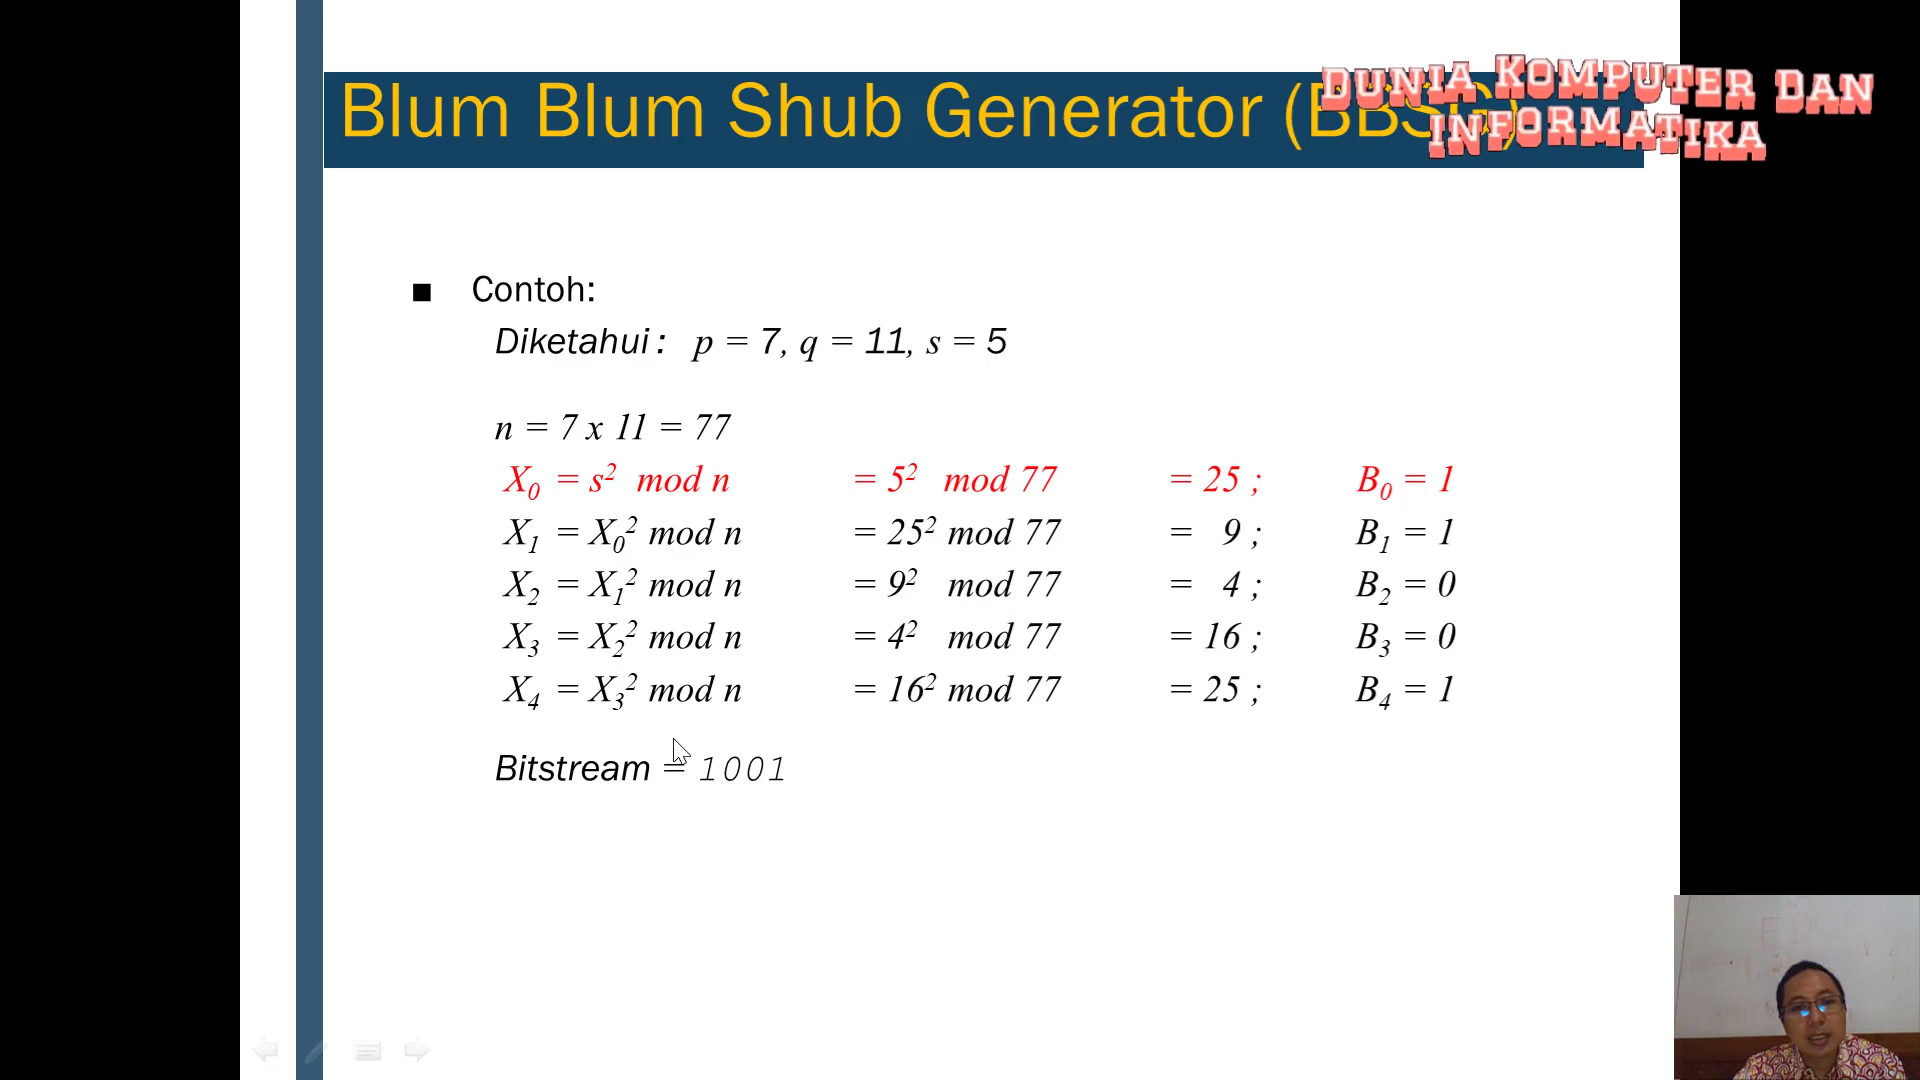 Blum Blum Shub Generator (BBSG)
DUNIA KOMPUTER DAN
INFORMATIKA
■ Contoh:
Diketahui: p = 7, q = 11, s = 5
n = 7 x 11 = 77
X₀ = s² mod n = 5² mod 77 = 25 ; B₀ = 1
X₁ = X₀² mod n = 25² mod 77 = 9 ; B₁ = 1
X₂ = X₁² mod n = 9² mod 77 = 4 ; B₂ = 0
X₃ = X₂² mod n = 4² mod 77 = 16 ; B₃ = 0
X₄ = X₃² mod n = 16² mod 77 = 25 ; B₄ = 1
Bitstream = 1001